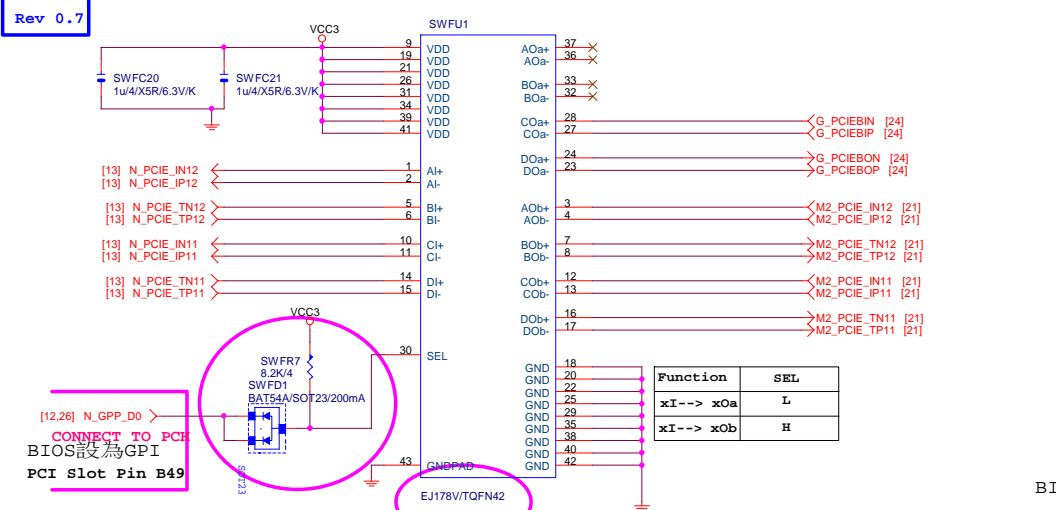 Rev 0.7
VCC3
SWFU1
SWFC20
1u/4/X5R/6.3V/K
SWFC21
1u/4/X5R/6.3V/K
9 VDD
19 VDD
21 VDD
26 VDD
31 VDD
34 VDD
39 VDD
41 VDD
AOa+ 37
AOa- 36
BOa+ 33
BOa- 32
COa+ 28 G_PCIEBIN [24]
COa- 27 G_PCIEBIP [24]
DOa+ 24 G_PCIEBON [24]
DOa- 23 G_PCIEBOP [24]
[13] N_PCIE_IN12 1 AI+
[13] N_PCIE_IP12 2 AI-
[13] N_PCIE_TN12 5 BI+
[13] N_PCIE_TP12 6 BI-
[13] N_PCIE_IN11 10 CI+
[13] N_PCIE_IP11 11 CI-
[13] N_PCIE_TN11 14 DI+
[13] N_PCIE_TP11 15 DI-
AOb+ 3 M2_PCIE_IN12 [21]
AOb- 4 M2_PCIE_IP12 [21]
BOb+ 7 M2_PCIE_TN12 [21]
BOb- 8 M2_PCIE_TP12 [21]
COb+ 12 M2_PCIE_IN11 [21]
COb- 13 M2_PCIE_IP11 [21]
DOb+ 16 M2_PCIE_TN11 [21]
DOb- 17 M2_PCIE_TP11 [21]
VCC3
30 SEL
SWFR7
8.2K/4
SWFD1
BAT54A/SOT23/200mA
SOT23
[12,26] N_GPP_D0
CONNECT TO PCH
BIOS設為GPI
PCI Slot Pin B49
GND 18
GND 20
GND 22
GND 25
GND 29
GND 35
GND 38
GND 40
GND 42
43 GNDPAD
EJ178V/TQFN42
Function SEL
xI--> xOa L
xI--> xOb H
BI